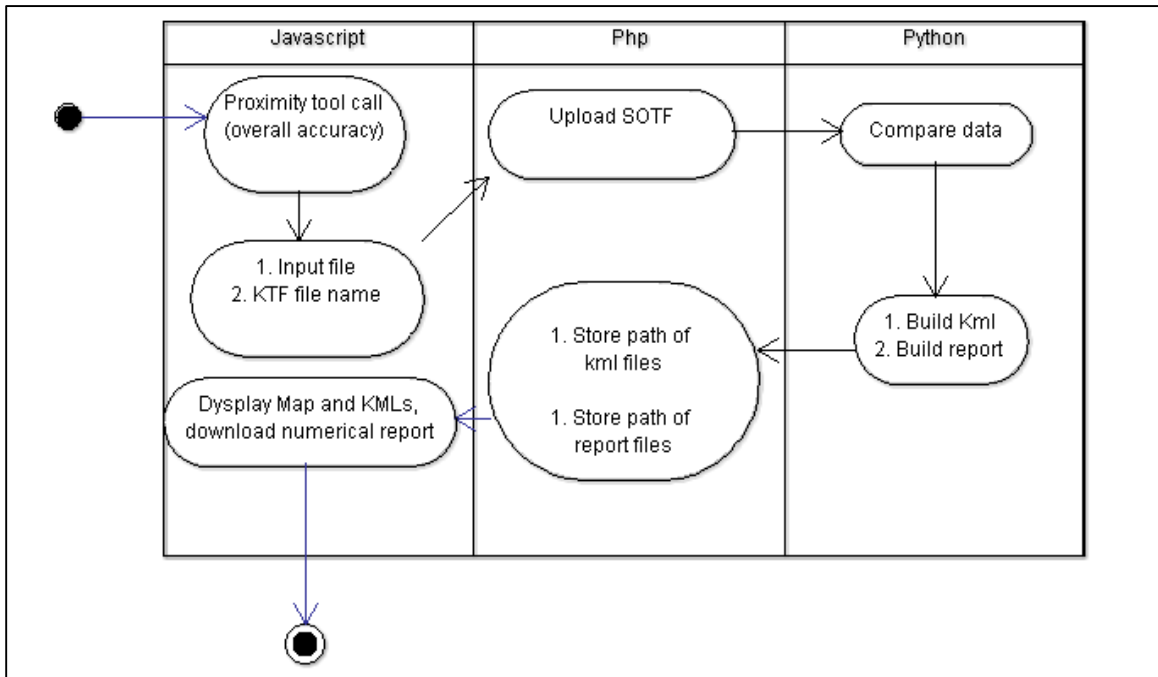 Javascript
Php
Python
Proximity tool call
(overall accuracy)
Upload SOTF
Compare data
1. Input file
2. KTF file name
1. Build Kml
2. Build report
1. Store path of
kml files
1. Store path of
report files
Dysplay Map and KMLs,
download numerical report